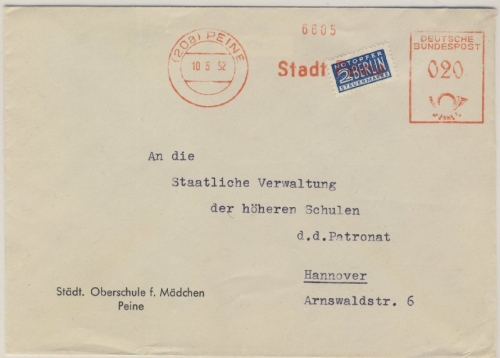 6605
(20a) PEINE
10 5 52
Stadt
NOTOPFER
2 BERLIN
STEUERMARKE
DEUTSCHE
BUNDESPOST
020
An die
Staatliche Verwaltung
der höheren Schulen
d.d.Patronat
Hannover
Arnswaldstr. 6
Städt. Oberschule f. Mädchen
Peine